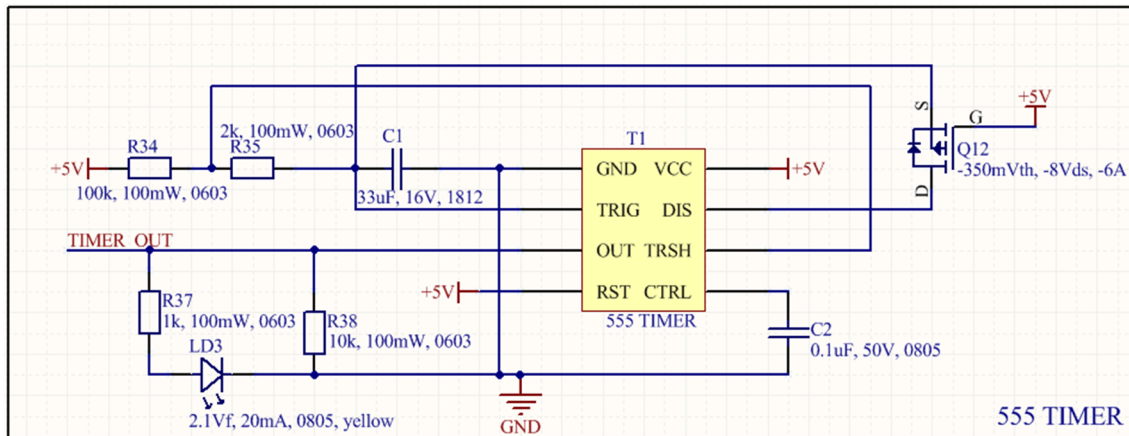 +5V
S
G
2k, 100mW, 0603
C1
T1
R34
R35
+5V
GND VCC
+5V
Q12
-350mVth, -8Vds, -6A
100k, 100mW, 0603
33uF, 16V, 1812
D
TRIG DIS
TIMER_OUT
OUT TRSH
+5V
RST CTRL
R37
1k, 100mW, 0603
R38
10k, 100mW, 0603
555 TIMER
C2
0.1uF, 50V, 0805
LD3
2.1Vf, 20mA, 0805, yellow
GND
555 TIMER